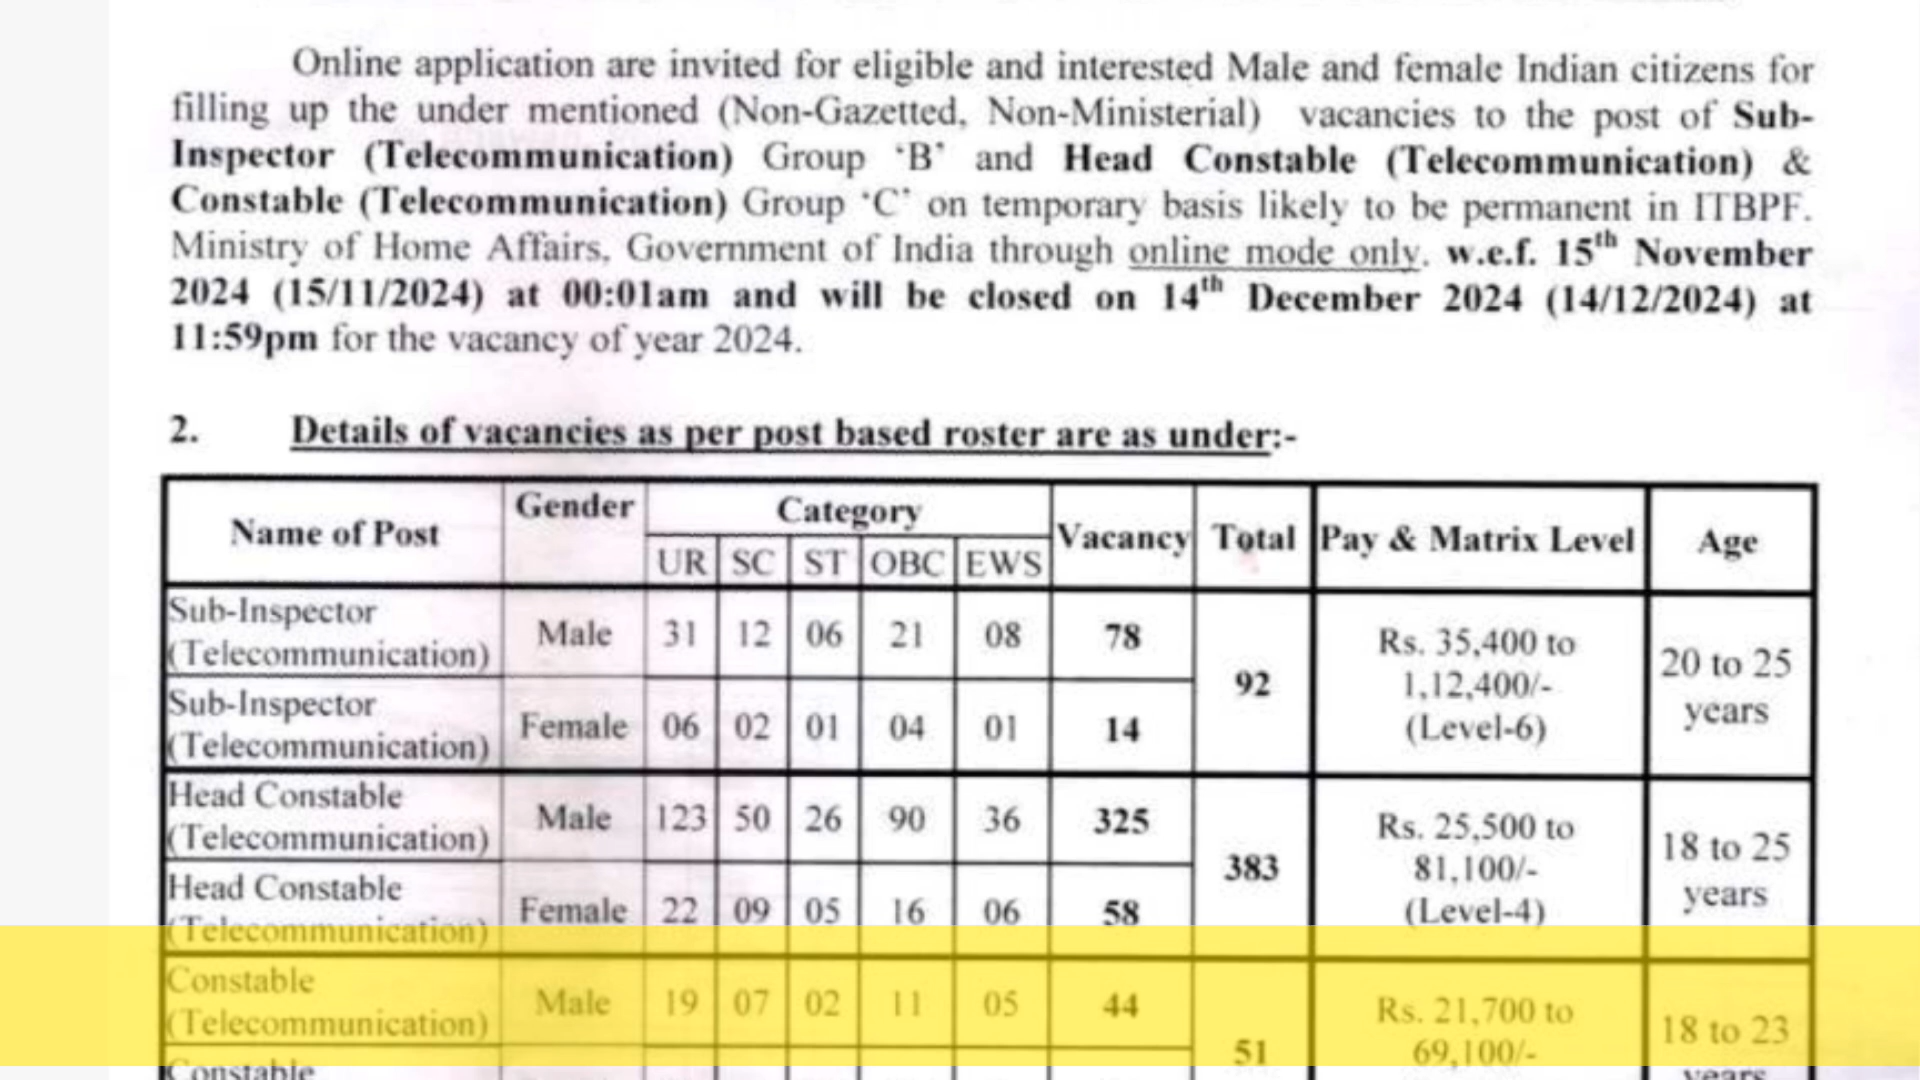 Online application are invited for eligible and interested Male and female Indian citizens for
filling up the under mentioned (Non-Gazetted, Non-Ministerial) vacancies to the post of Sub-
Inspector (Telecommunication) Group 'B' and Head Constable (Telecommunication) &
Constable (Telecommunication) Group 'C' on temporary basis likely to be permanent in ITBPF.
Ministry of Home Affairs, Government of India through online mode only. w.e.f. 15th November
2024 (15/11/2024) at 00:01am and will be closed on 14th December 2024 (14/12/2024) at
11:59pm for the vacancy of year 2024.
2. Details of vacancies as per post based roster are as under:-
Name of Post Gender Category Vacancy Total Pay & Matrix Level Age
UR SC ST OBC EWS
Sub-Inspector
(Telecommunication) Male 31 12 06 21 08 78
Sub-Inspector
(Telecommunication) Female 06 02 01 04 01 14
92
Rs. 35,400 to
1,12,400/-
(Level-6)
20 to 25
years
Head Constable
(Telecommunication) Male 123 50 26 90 36 325
Head Constable
(Telecommunication) Female 22 09 05 16 06 58
383
Rs. 25,500 to
81,100/-
(Level-4)
18 to 25
years
Constable
(Telecommunication) Male 19 07 02 11 05 44
51
Rs. 21,700 to
69,100/-
18 to 23
years
Constable